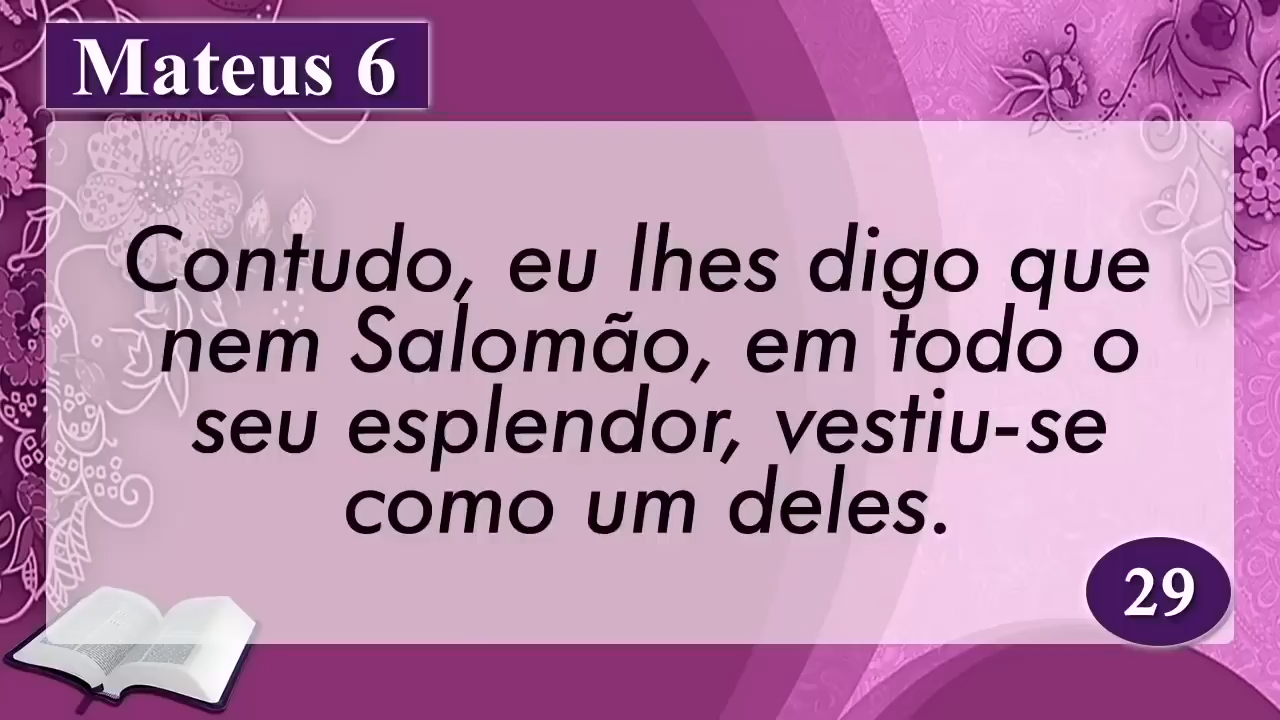 Mateus 6
Contudo, eu lhes digo que
nem Salomão, em todo o
seu esplendor, vestiu-se
como um deles.
29